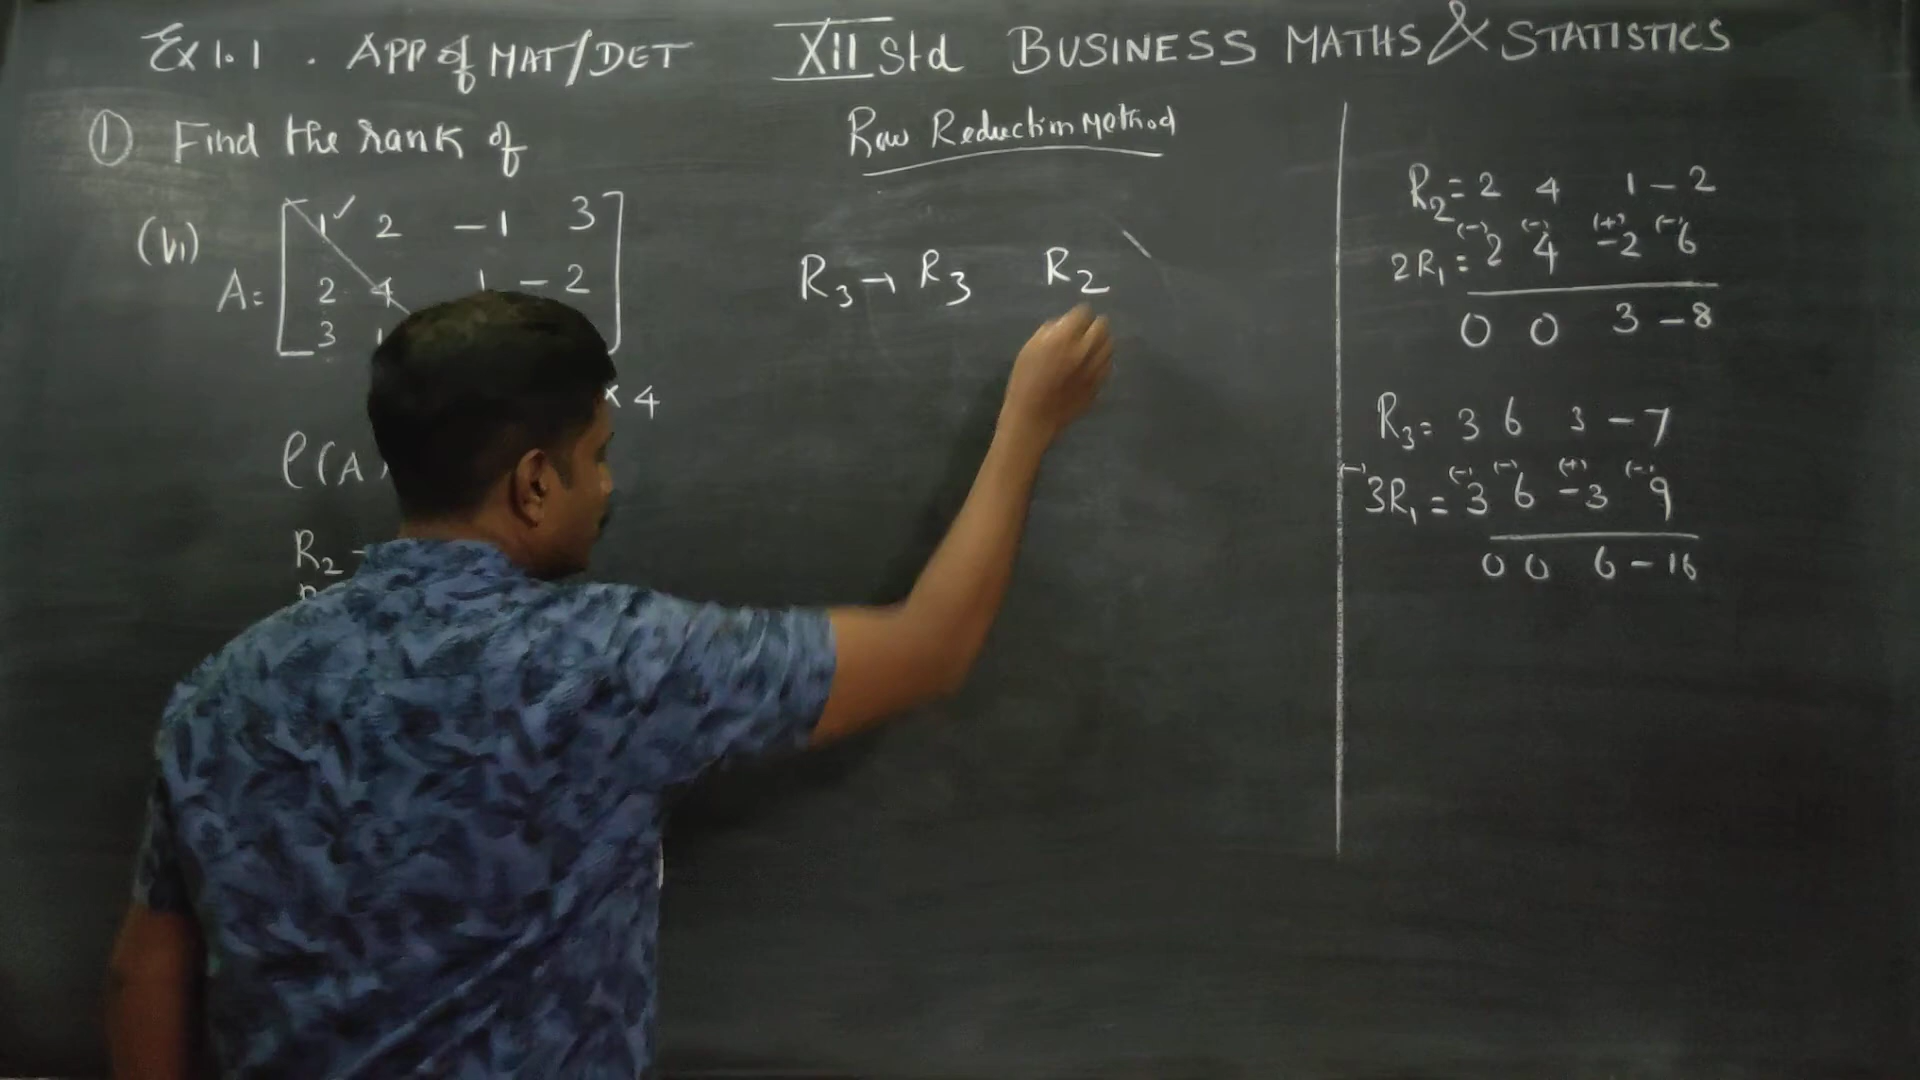 Ex 1.1 . APP of MAT/DET XII Std BUSINESS MATHS & STATISTICS
① Find the rank of
(vi)
A= 1 ✓ 2 -1 3
2 4 1 -2
3
× 4
ρ(A
R2 -
Row Reduction Method
R3 → R3 R2
R2 = 2 4 1 -2
(-) (-) (+) (-)
2R1 = 2 4 -2 6
0 0 3 -8
R3 = 3 6 3 -7
(-) (-) (-) (+) (-)
3R1 = 3 6 -3 9
0 0 6 -16